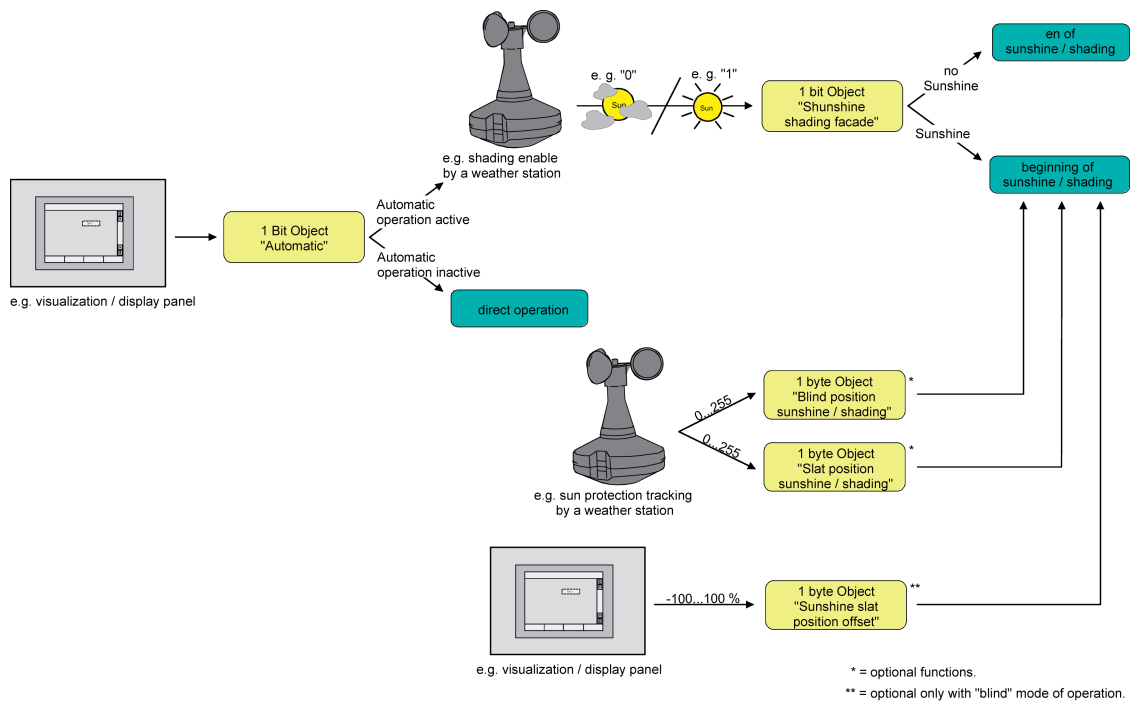 e. g. "0"
e. g. "1"
Sun
Sun
en of
sunshine / shading
no
Sunshine
1 bit Object
"Shunshine
shading facade"
Sunshine
e.g. shading enable
by a weather station
beginning of
sunshine / shading
Automatic
operation active
1 Bit Object
"Automatic"
Automatic
operation inactive
e.g. visualization / display panel
direct operation
0...255
1 byte Object
"Blind position
sunshine / shading"
*
0...255
1 byte Object
"Slat position
sunshine / shading"
*
e.g. sun protection tracking
by a weather station
-100...100 %
1 byte Object
"Sunshine slat
position offset"
**
e.g. visualization / display panel
* = optional functions.
** = optional only with "blind" mode of operation.